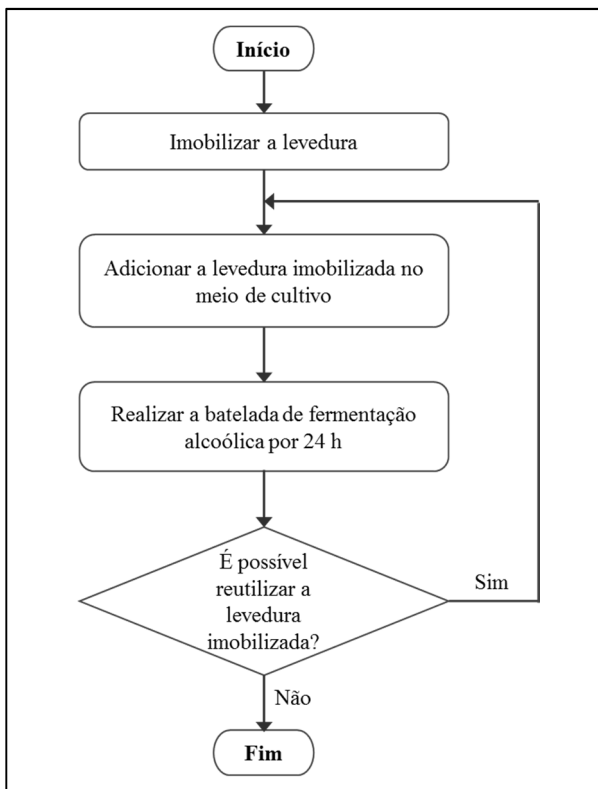 Início
Imobilizar a levedura
Adicionar a levedura imobilizada no
meio de cultivo
Realizar a batelada de fermentação
alcoólica por 24 h
É possível
reutilizar a
levedura
imobilizada?
Sim
Não
Fim